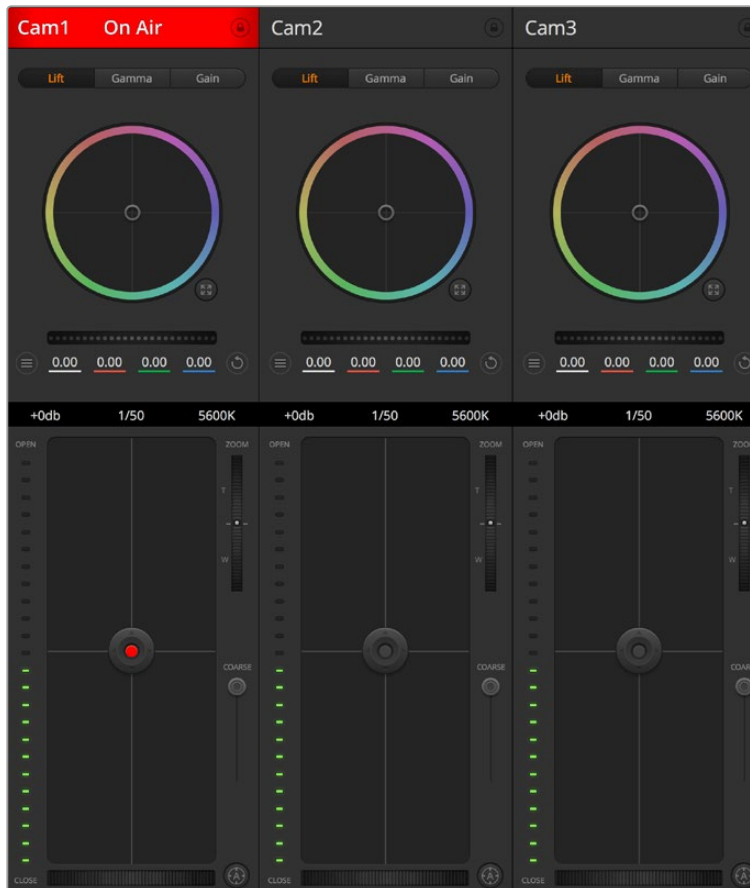 Cam1 On Air
Cam2
Cam3
Lift Gamma Gain
Lift Gamma Gain
Lift Gamma Gain
0.00 0.00 0.00 0.00
0.00 0.00 0.00 0.00
0.00 0.00 0.00 0.00
+0db 1/50 5600K
+0db 1/50 5600K
+0db 1/50 5600K
OPEN ZOOM
T
W
COARSE
CLOSE A
OPEN ZOOM
T
W
COARSE
CLOSE A
OPEN ZOO
T
W
COARSE
CLOSE A